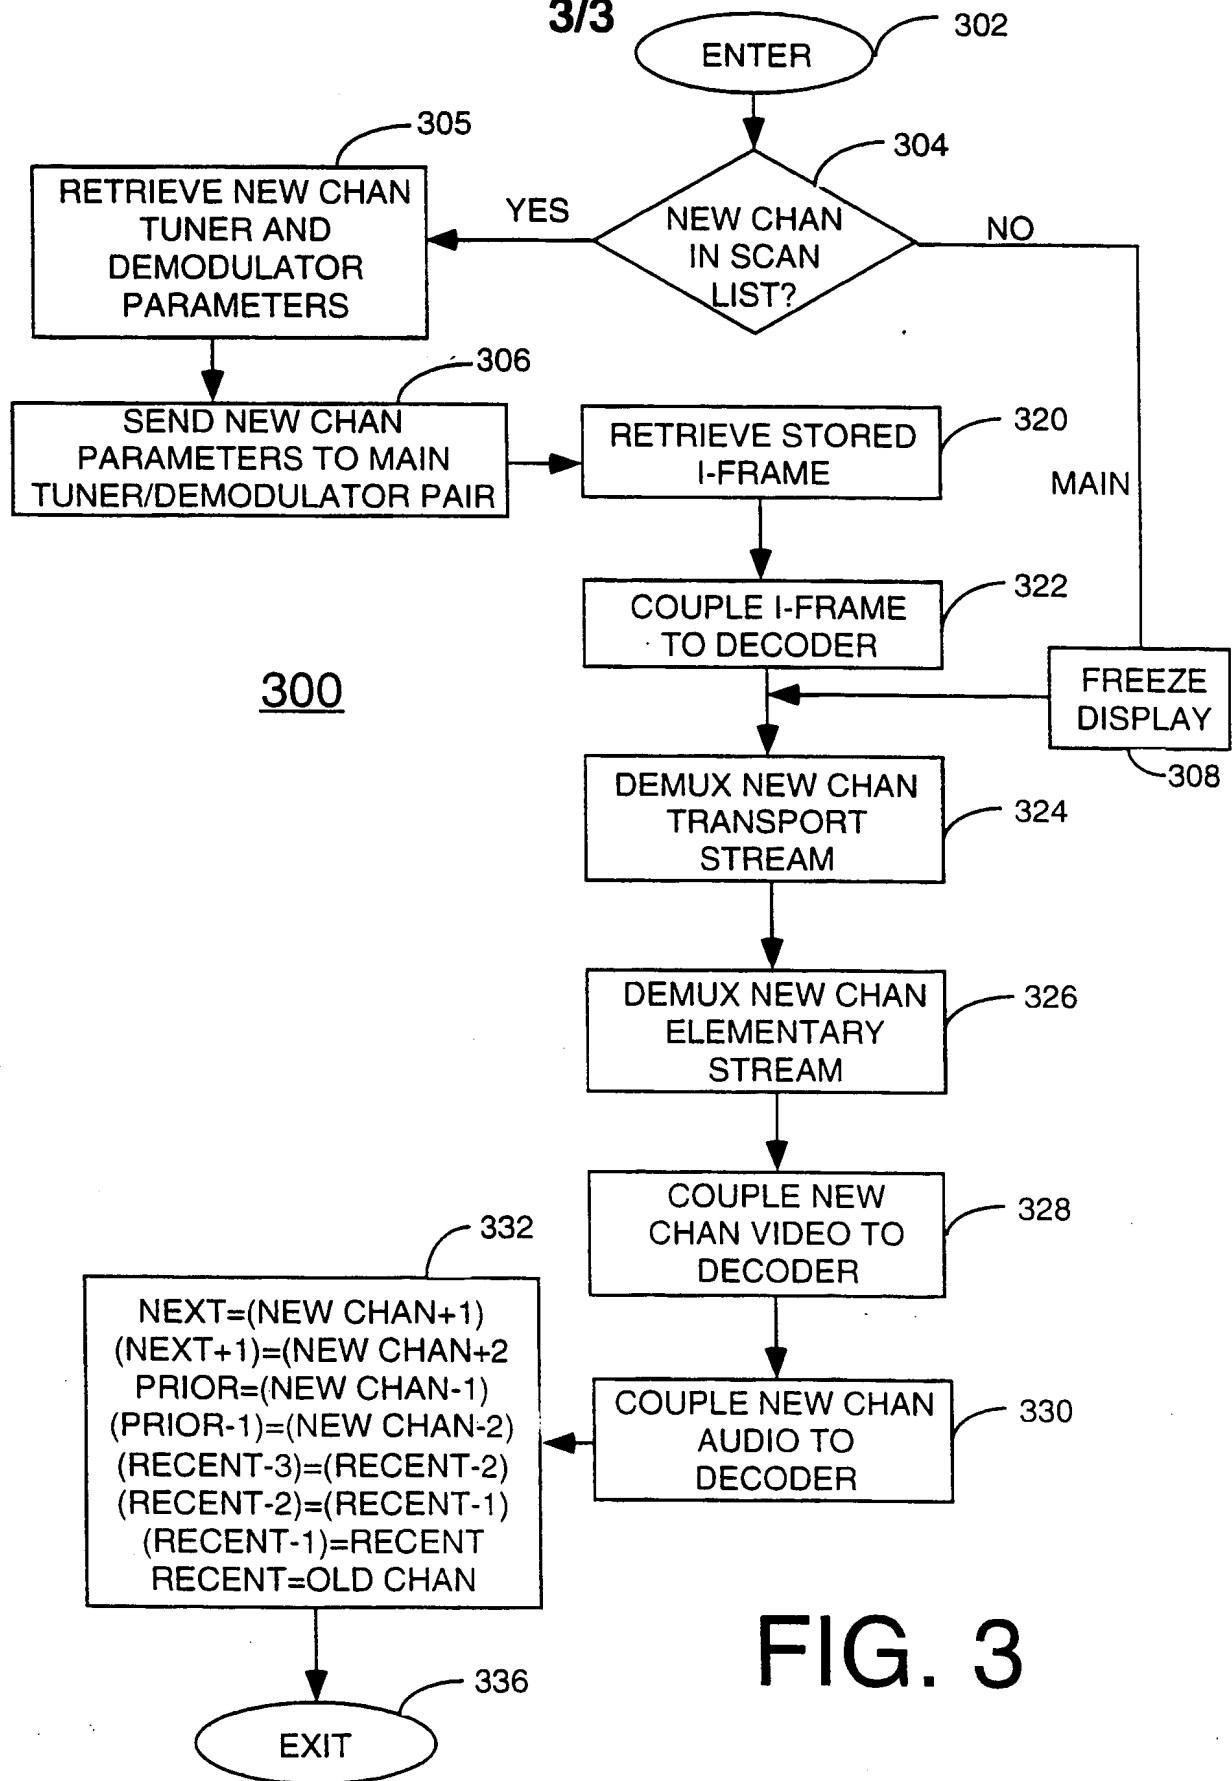 3/3
ENTER
302
304
NEW CHAN
IN SCAN
LIST?
YES
NO
305
RETRIEVE NEW CHAN
TUNER AND
DEMODULATOR
PARAMETERS
306
SEND NEW CHAN
PARAMETERS TO MAIN
TUNER/DEMODULATOR PAIR
320
RETRIEVE STORED
I-FRAME
MAIN
322
COUPLE I-FRAME
TO DECODER
300
FREEZE
DISPLAY
308
DEMUX NEW CHAN
TRANSPORT
STREAM
324
DEMUX NEW CHAN
ELEMENTARY
STREAM
326
COUPLE NEW
CHAN VIDEO TO
DECODER
328
COUPLE NEW CHAN
AUDIO TO
DECODER
330
332
NEXT=(NEW CHAN+1)
(NEXT+1)=(NEW CHAN+2
PRIOR=(NEW CHAN-1)
(PRIOR-1)=(NEW CHAN-2)
(RECENT-3)=(RECENT-2)
(RECENT-2)=(RECENT-1)
(RECENT-1)=RECENT
RECENT=OLD CHAN
FIG. 3
336
EXIT